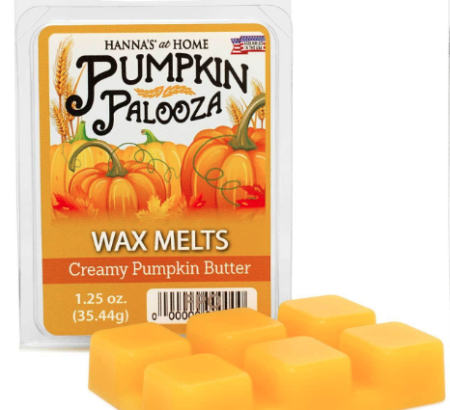 HANNA'S at HOME
PUMPKIN
PALOOZA
WAX MELTS
Creamy Pumpkin Butter
1.25 oz.
(35.44g)